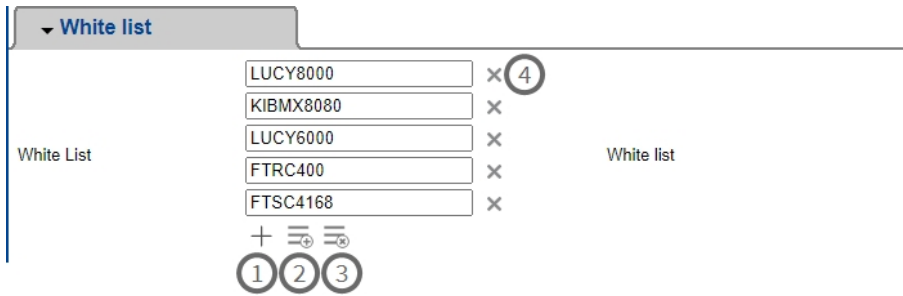 White list
LUCY8000
4
KIBMX8080
LUCY6000
White List
White list
FTRC400
FTSC4168
1 2 3